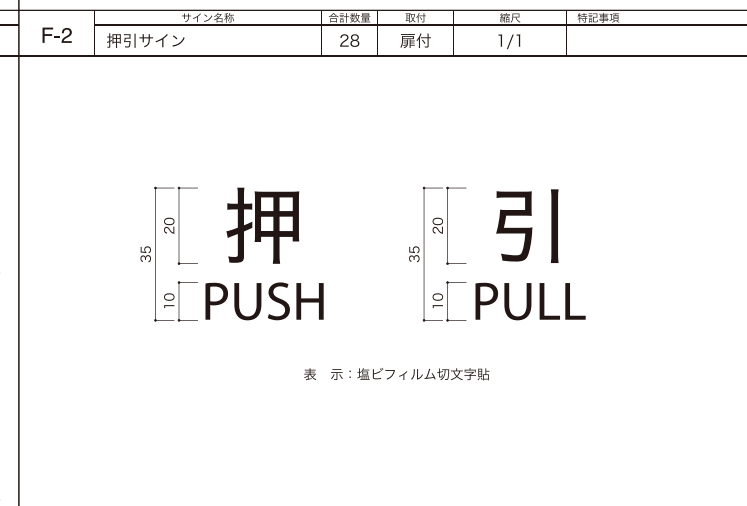 F-2
サイン名称 合計数量 取付 縮尺 特記事項
押引サイン 28 扉付 1/1
35 20 押 35 20 引
10 PUSH 10 PULL
表 示：塩ビフィルム切文字貼